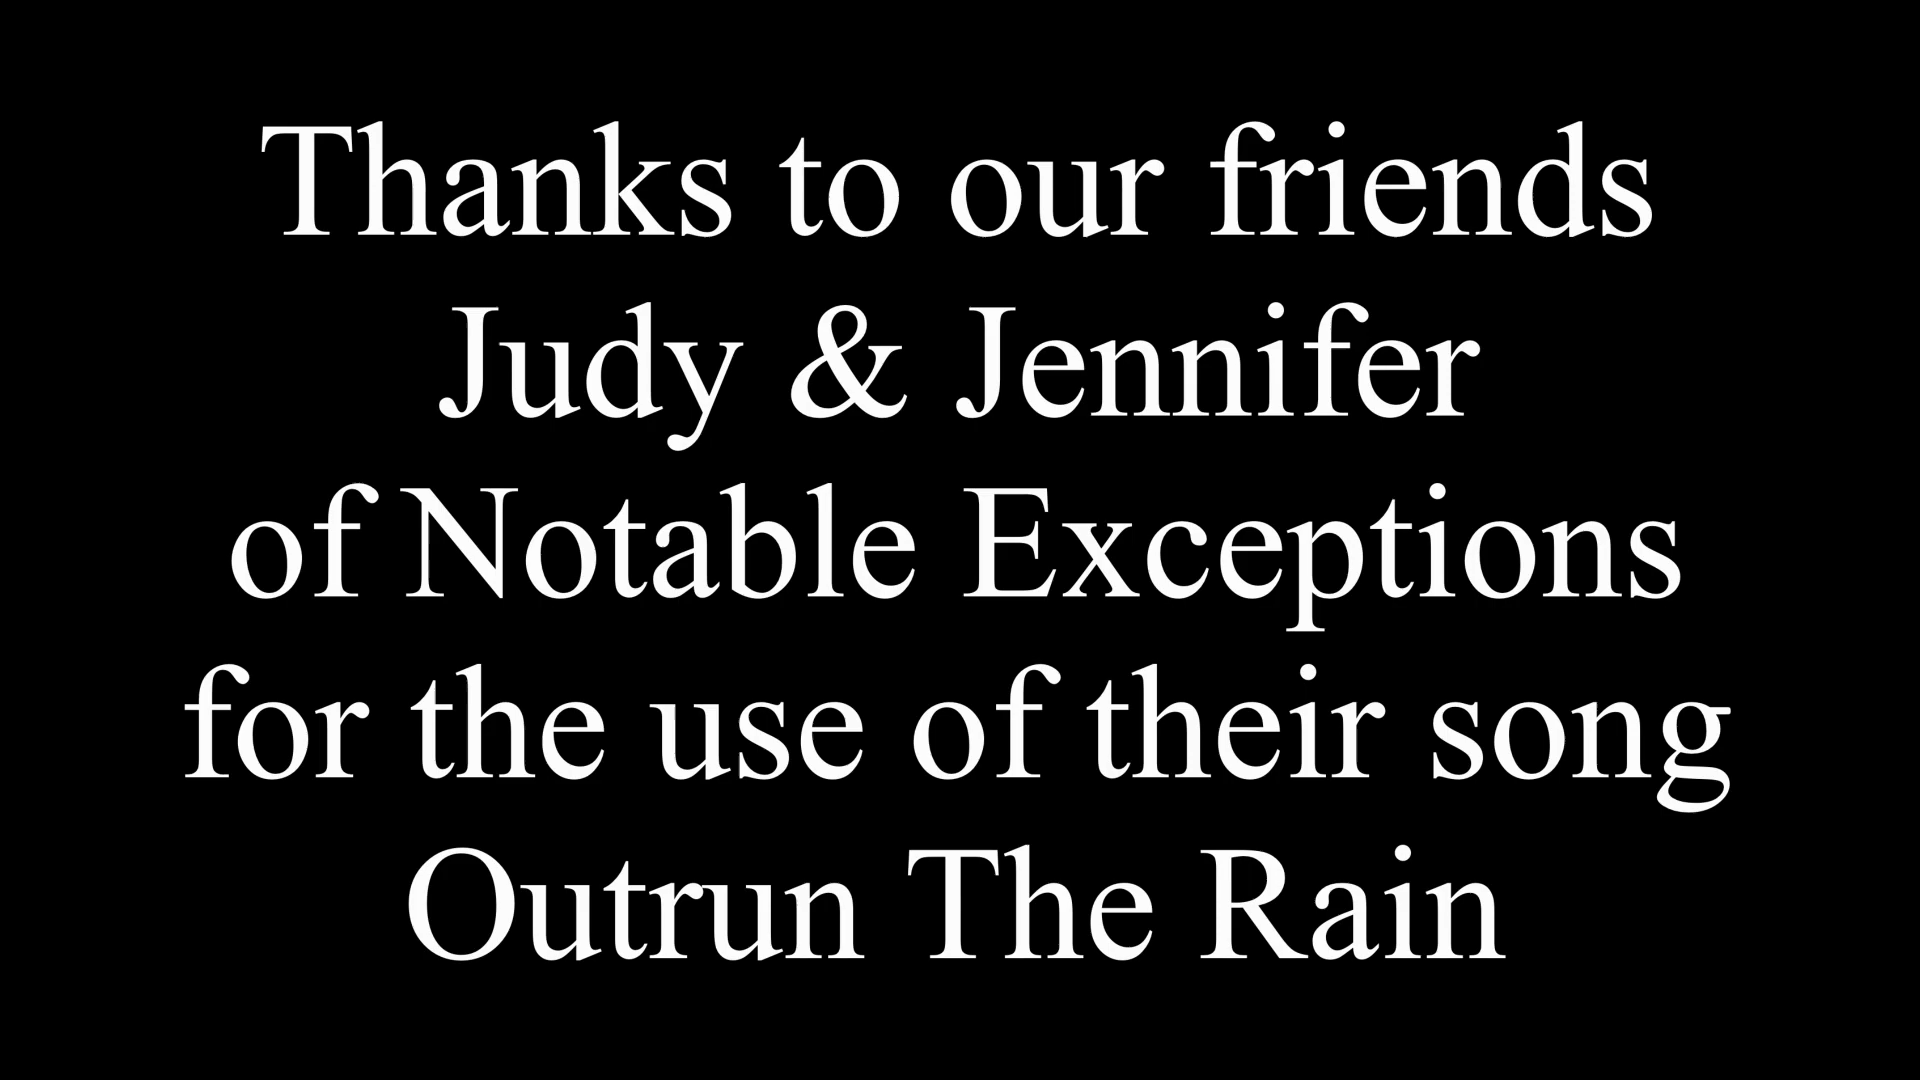 Thanks to our friends
Judy & Jennifer
of Notable Exceptions
for the use of their song
Outrun The Rain